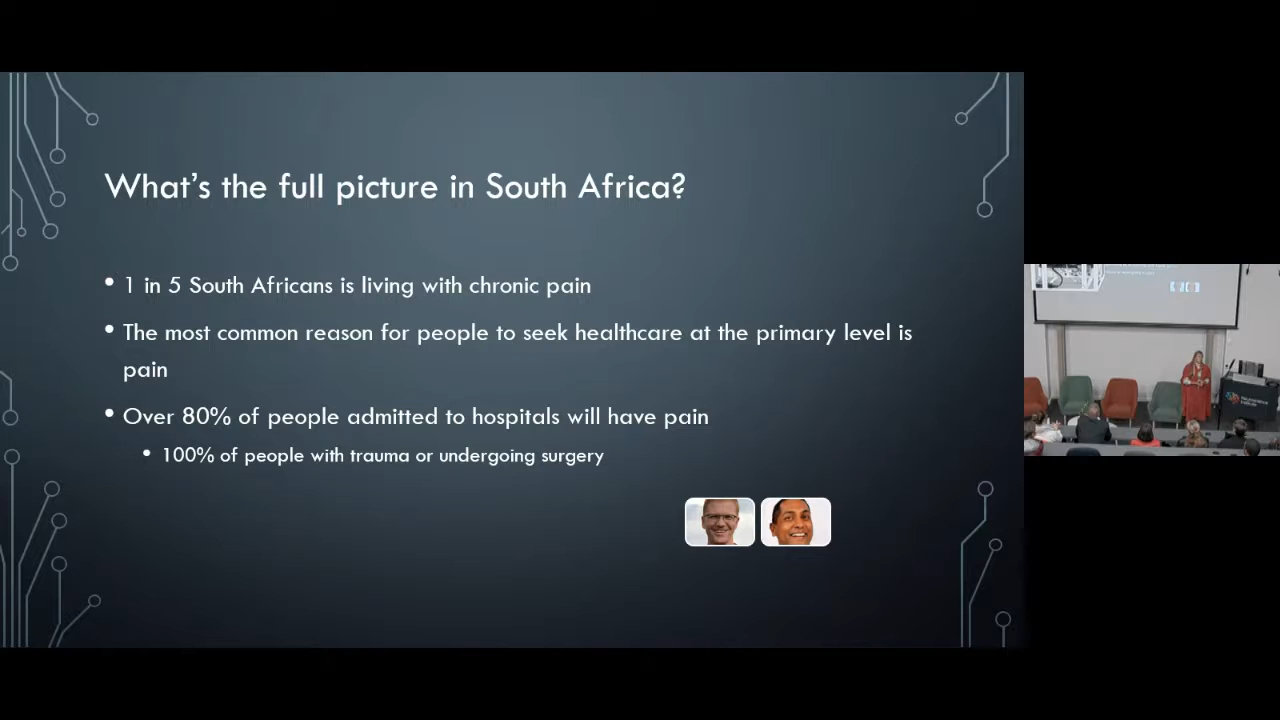 What's the full picture in South Africa?
• 1 in 5 South Africans is living with chronic pain
• The most common reason for people to seek healthcare at the primary level is
pain
• Over 80% of people admitted to hospitals will have pain
• 100% of people with trauma or undergoing surgery